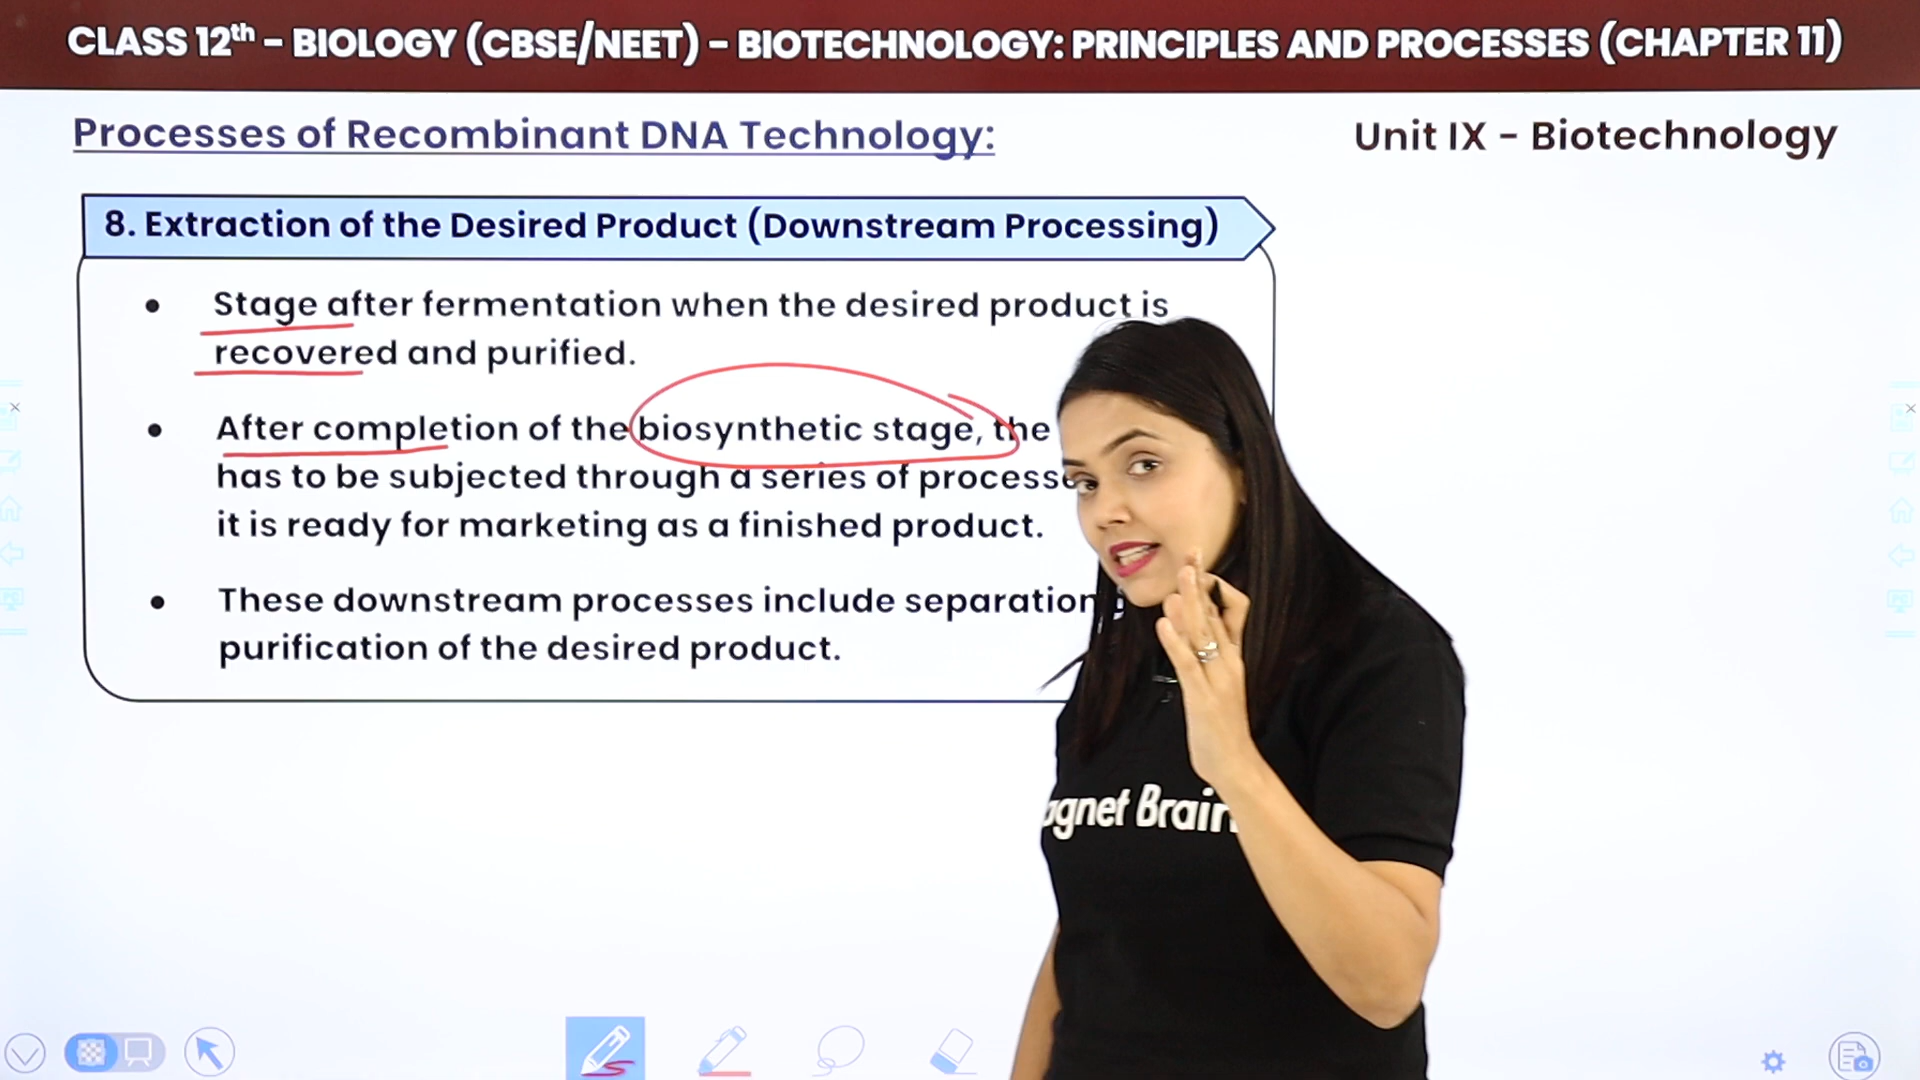 CLASS 12th - BIOLOGY (CBSE/NEET) - BIOTECHNOLOGY: PRINCIPLES AND PROCESSES (CHAPTER 11)
Processes of Recombinant DNA Technology:
Unit IX - Biotechnology
8. Extraction of the Desired Product (Downstream Processing)
• Stage after fermentation when the desired product is
recovered and purified.
• After completion of the biosynthetic stage, the
has to be subjected through a series of
it is ready for marketing as a finished product.
• These downstream processes include separation
purification of the desired product.